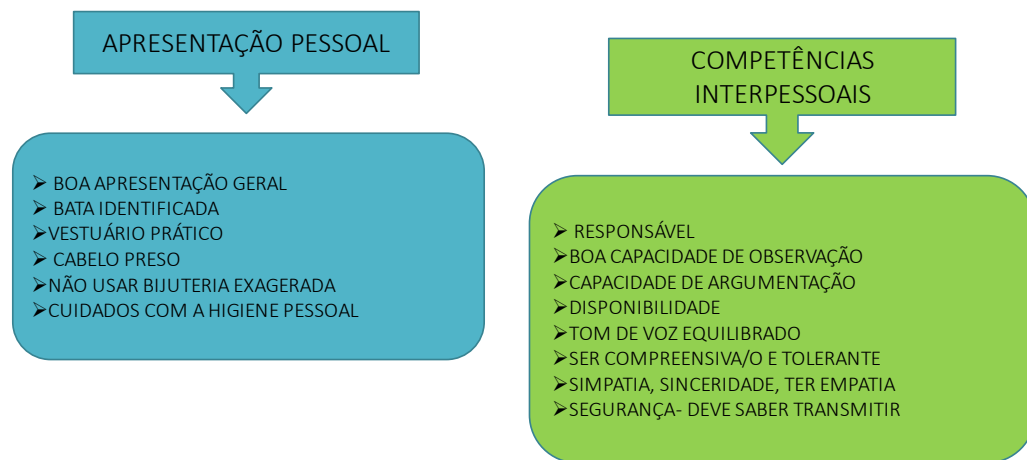 APRESENTAÇÃO PESSOAL
➢ BOA APRESENTAÇÃO GERAL
➢ BATA IDENTIFICADA
➢VESTUÁRIO PRÁTICO
➢ CABELO PRESO
➢NÃO USAR BIJUTERIA EXAGERADA
➢CUIDADOS COM A HIGIENE PESSOAL
COMPETÊNCIAS
INTERPESSOAIS
➢ RESPONSÁVEL
➢BOA CAPACIDADE DE OBSERVAÇÃO
➢CAPACIDADE DE ARGUMENTAÇÃO
➢DISPONIBILIDADE
➢TOM DE VOZ EQUILIBRADO
➢SER COMPREENSIVA/O E TOLERANTE
➢SIMPATIA, SINCERIDADE, TER EMPATIA
➢SEGURANÇA- DEVE SABER TRANSMITIR